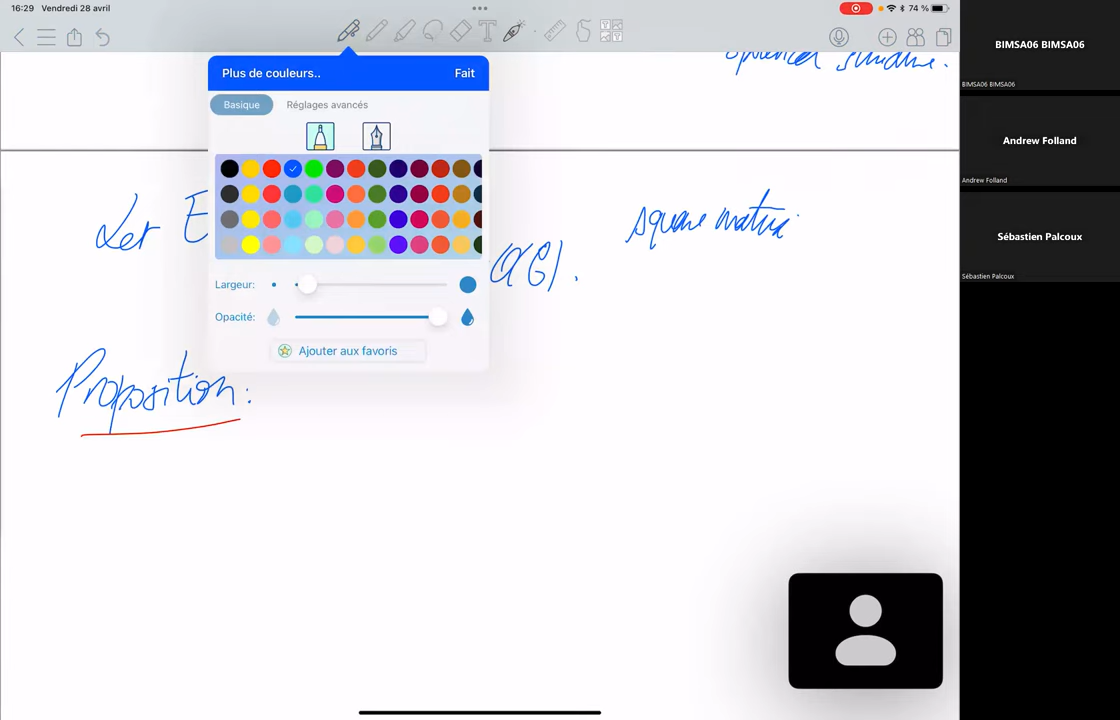 16:29 Vendredi 28 avril
74 %
Plus de couleurs..
Fait
Basique
Réglages avancés
Largeur:
Opacité:
Ajouter aux favoris
Let E
square matrix
Proposition:
BIMSA06 BIMSA06
BIMSA06 BIMSA06
Andrew Folland
Andrew Folland
Sébastien Palcoux
Sébastien Palcoux